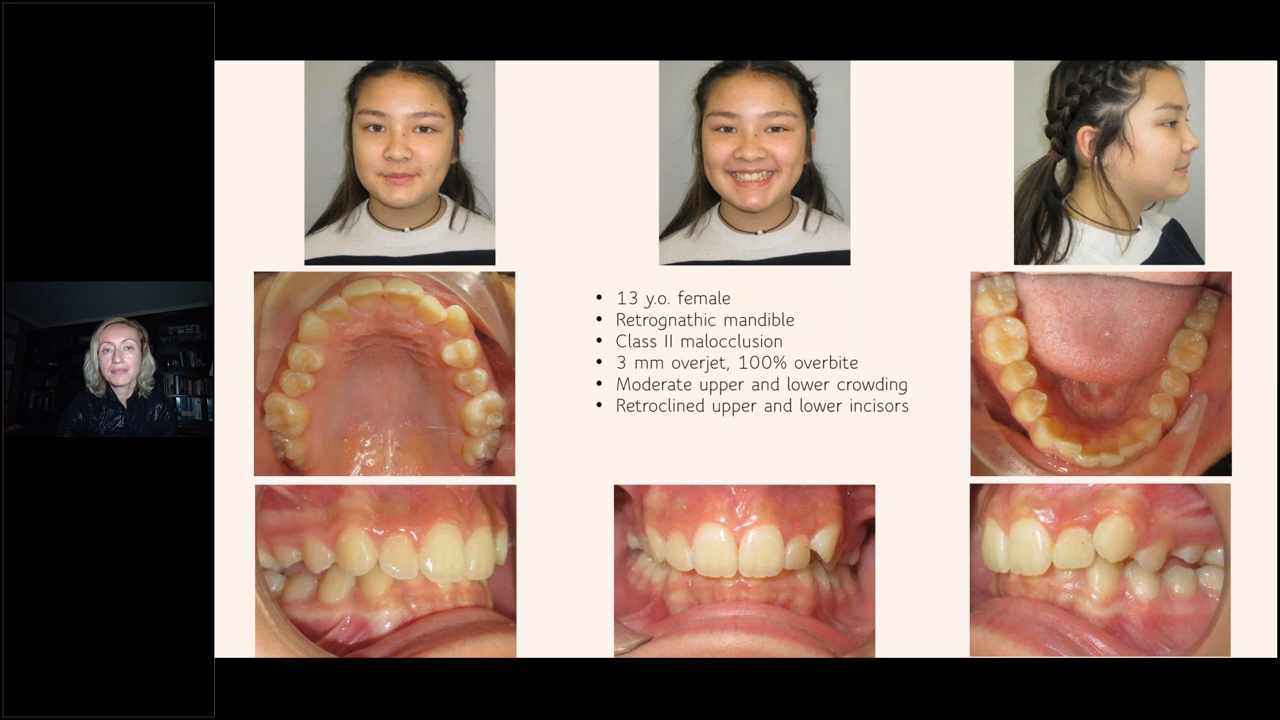 • 13 y.o. female
• Retrognathic mandible
• Class II malocclusion
• 3 mm overjet, 100% overbite
• Moderate upper and lower crowding
• Retroclined upper and lower incisors